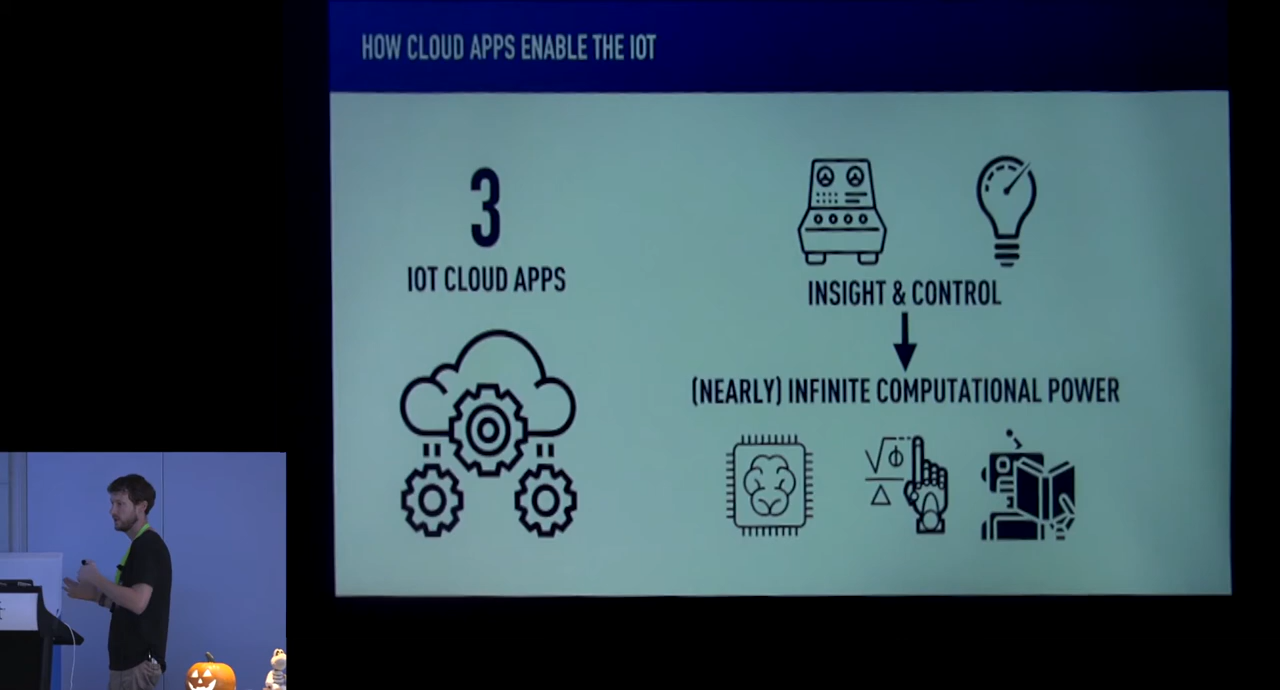 HOW CLOUD APPS ENABLE THE IOT
3
IOT CLOUD APPS
INSIGHT & CONTROL
(NEARLY) INFINITE COMPUTATIONAL POWER